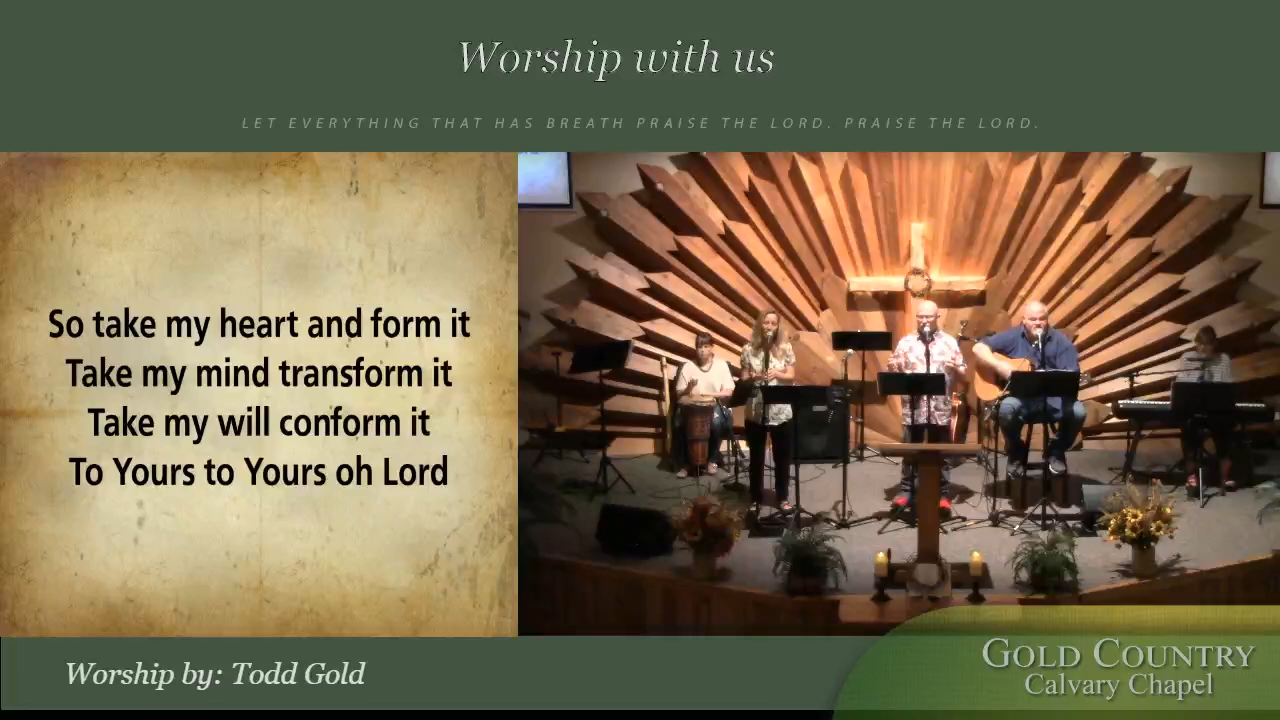 Worship with us
LET EVERYTHING THAT HAS BREATH PRAISE THE LORD. PRAISE THE LORD.
So take my heart and form it
Take my mind transform it
Take my will conform it
To Yours to Yours oh Lord
Worship by: Todd Gold
GOLD COUNTRY
Calvary Chapel